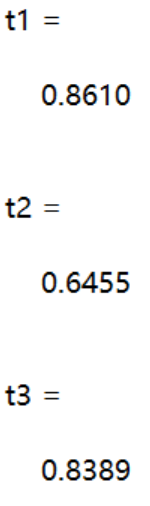 t1 =
0.8610
t2 =
0.6455
t3 =
0.8389